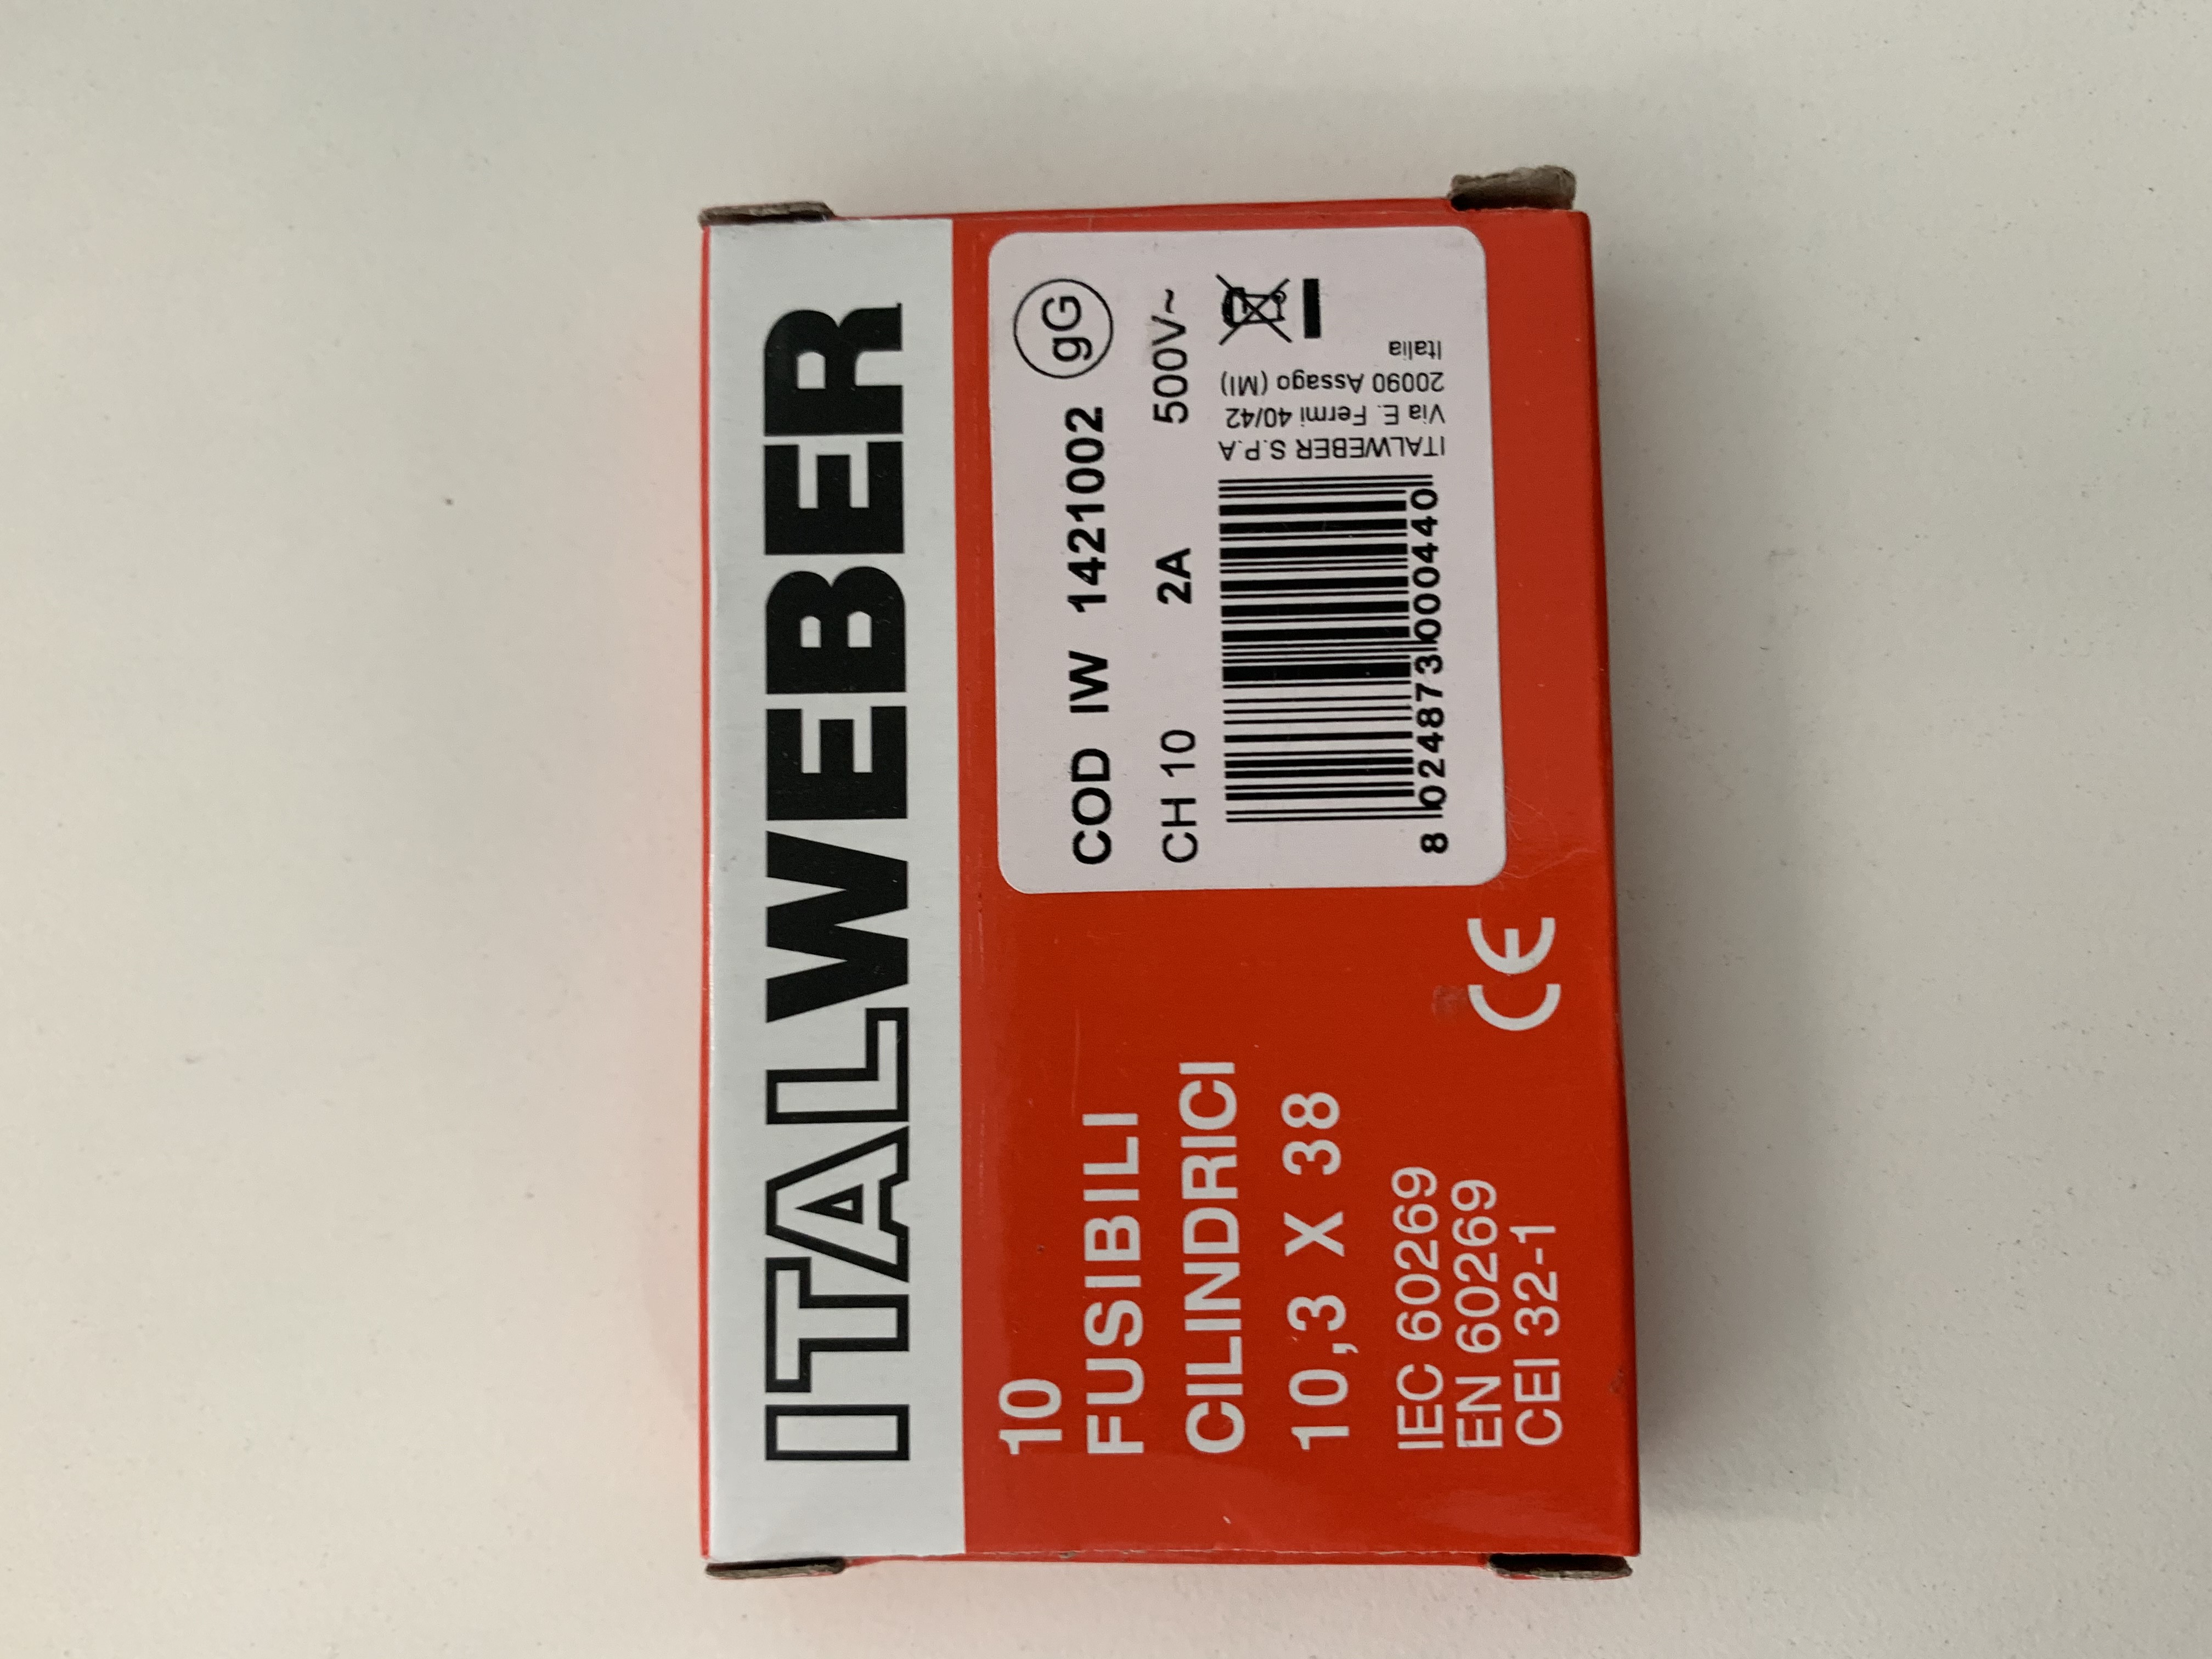 ITALWEBER
10
FUSIBILI
CILINDRICI
10,3 X 38
IEC 60269
EN 60269
CEI 32-1
CE
COD IW 1421002 gG
CH 10 2A 500V~
8 024873 000440
ITALWEBER S.P.A
Via E. Fermi 40/42
20090 Assago (MI)
Italia